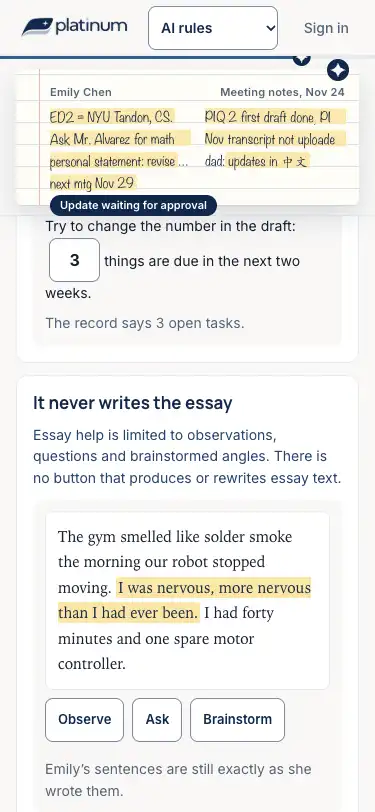 platinum
AI rules
Sign in
Emily Chen
Meeting notes, Nov 24
ED2 = NYU Tandon, CS.
Ask Mr. Alvarez for math
personal statement: revise ...
next mtg Nov 29
PIQ 2 first draft done, PI
Nov transcript not uploade
dad: updates in 中文
Update waiting for approval
Try to change the number in the draft:
3 things are due in the next two
weeks.
The record says 3 open tasks.
It never writes the essay
Essay help is limited to observations,
questions and brainstormed angles. There is
no button that produces or rewrites essay text.
The gym smelled like solder smoke
the morning our robot stopped
moving. I was nervous, more nervous
than I had ever been. I had forty
minutes and one spare motor
controller.
Observe
Ask
Brainstorm
Emily's sentences are still exactly as she
wrote them.